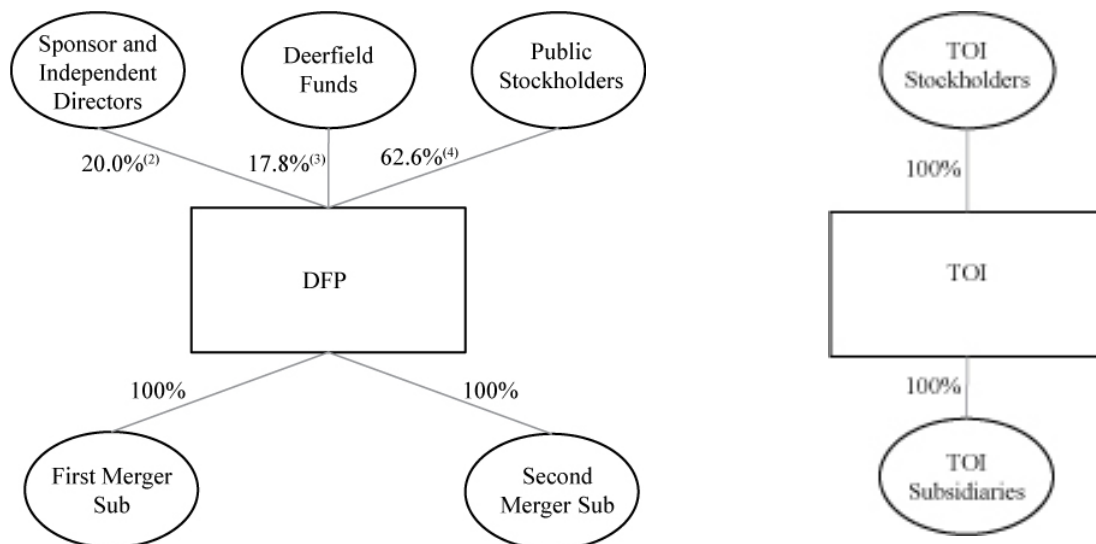 Sponsor and
Independent
Directors
Deerfield
Funds
Public
Stockholders
20.0%(2)
17.8%(3)
62.6%(4)
DFP
100%
100%
First Merger
Sub
Second
Merger Sub
TOI
Stockholders
100%
TOI
100%
TOI
Subsidiaries